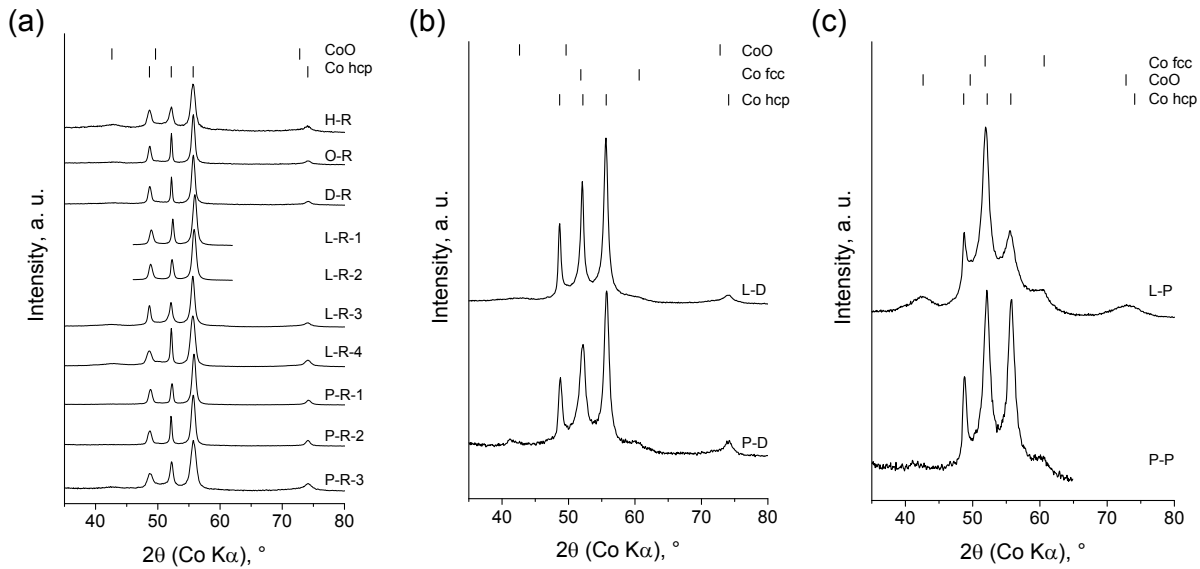 (a)
CoO
Co hcp
H-R
O-R
D-R
L-R-1
L-R-2
L-R-3
L-R-4
P-R-1
P-R-2
P-R-3
Intensity, a. u.
40 50 60 70 80
2θ (Co Kα), °
(b)
CoO
Co fcc
Co hcp
L-D
P-D
Intensity, a. u.
40 50 60 70 80
2θ (Co Kα), °
(c)
Co fcc
CoO
Co hcp
L-P
P-P
Intensity, a. u.
40 50 60 70 80
2θ (Co Kα), °